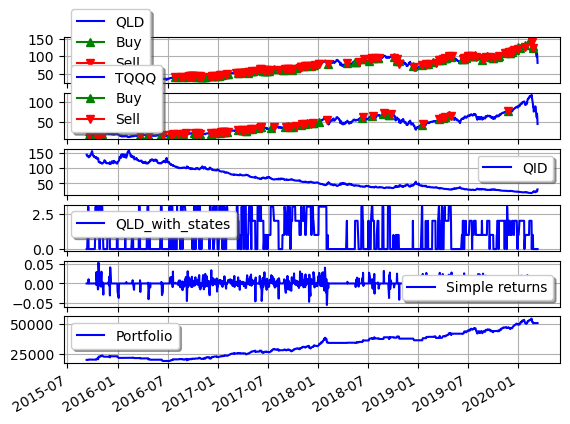 QLD
Buy
Sell
150
100
50
TQQQ
Buy
Sell
100
50
150
100
50
QID
2.5
0.0
QLD_with_states
0.05
0.00
−0.05
Simple returns
50000
25000
Portfolio
2015-07
2016-01
2016-07
2017-01
2017-07
2018-01
2018-07
2019-01
2019-07
2020-01